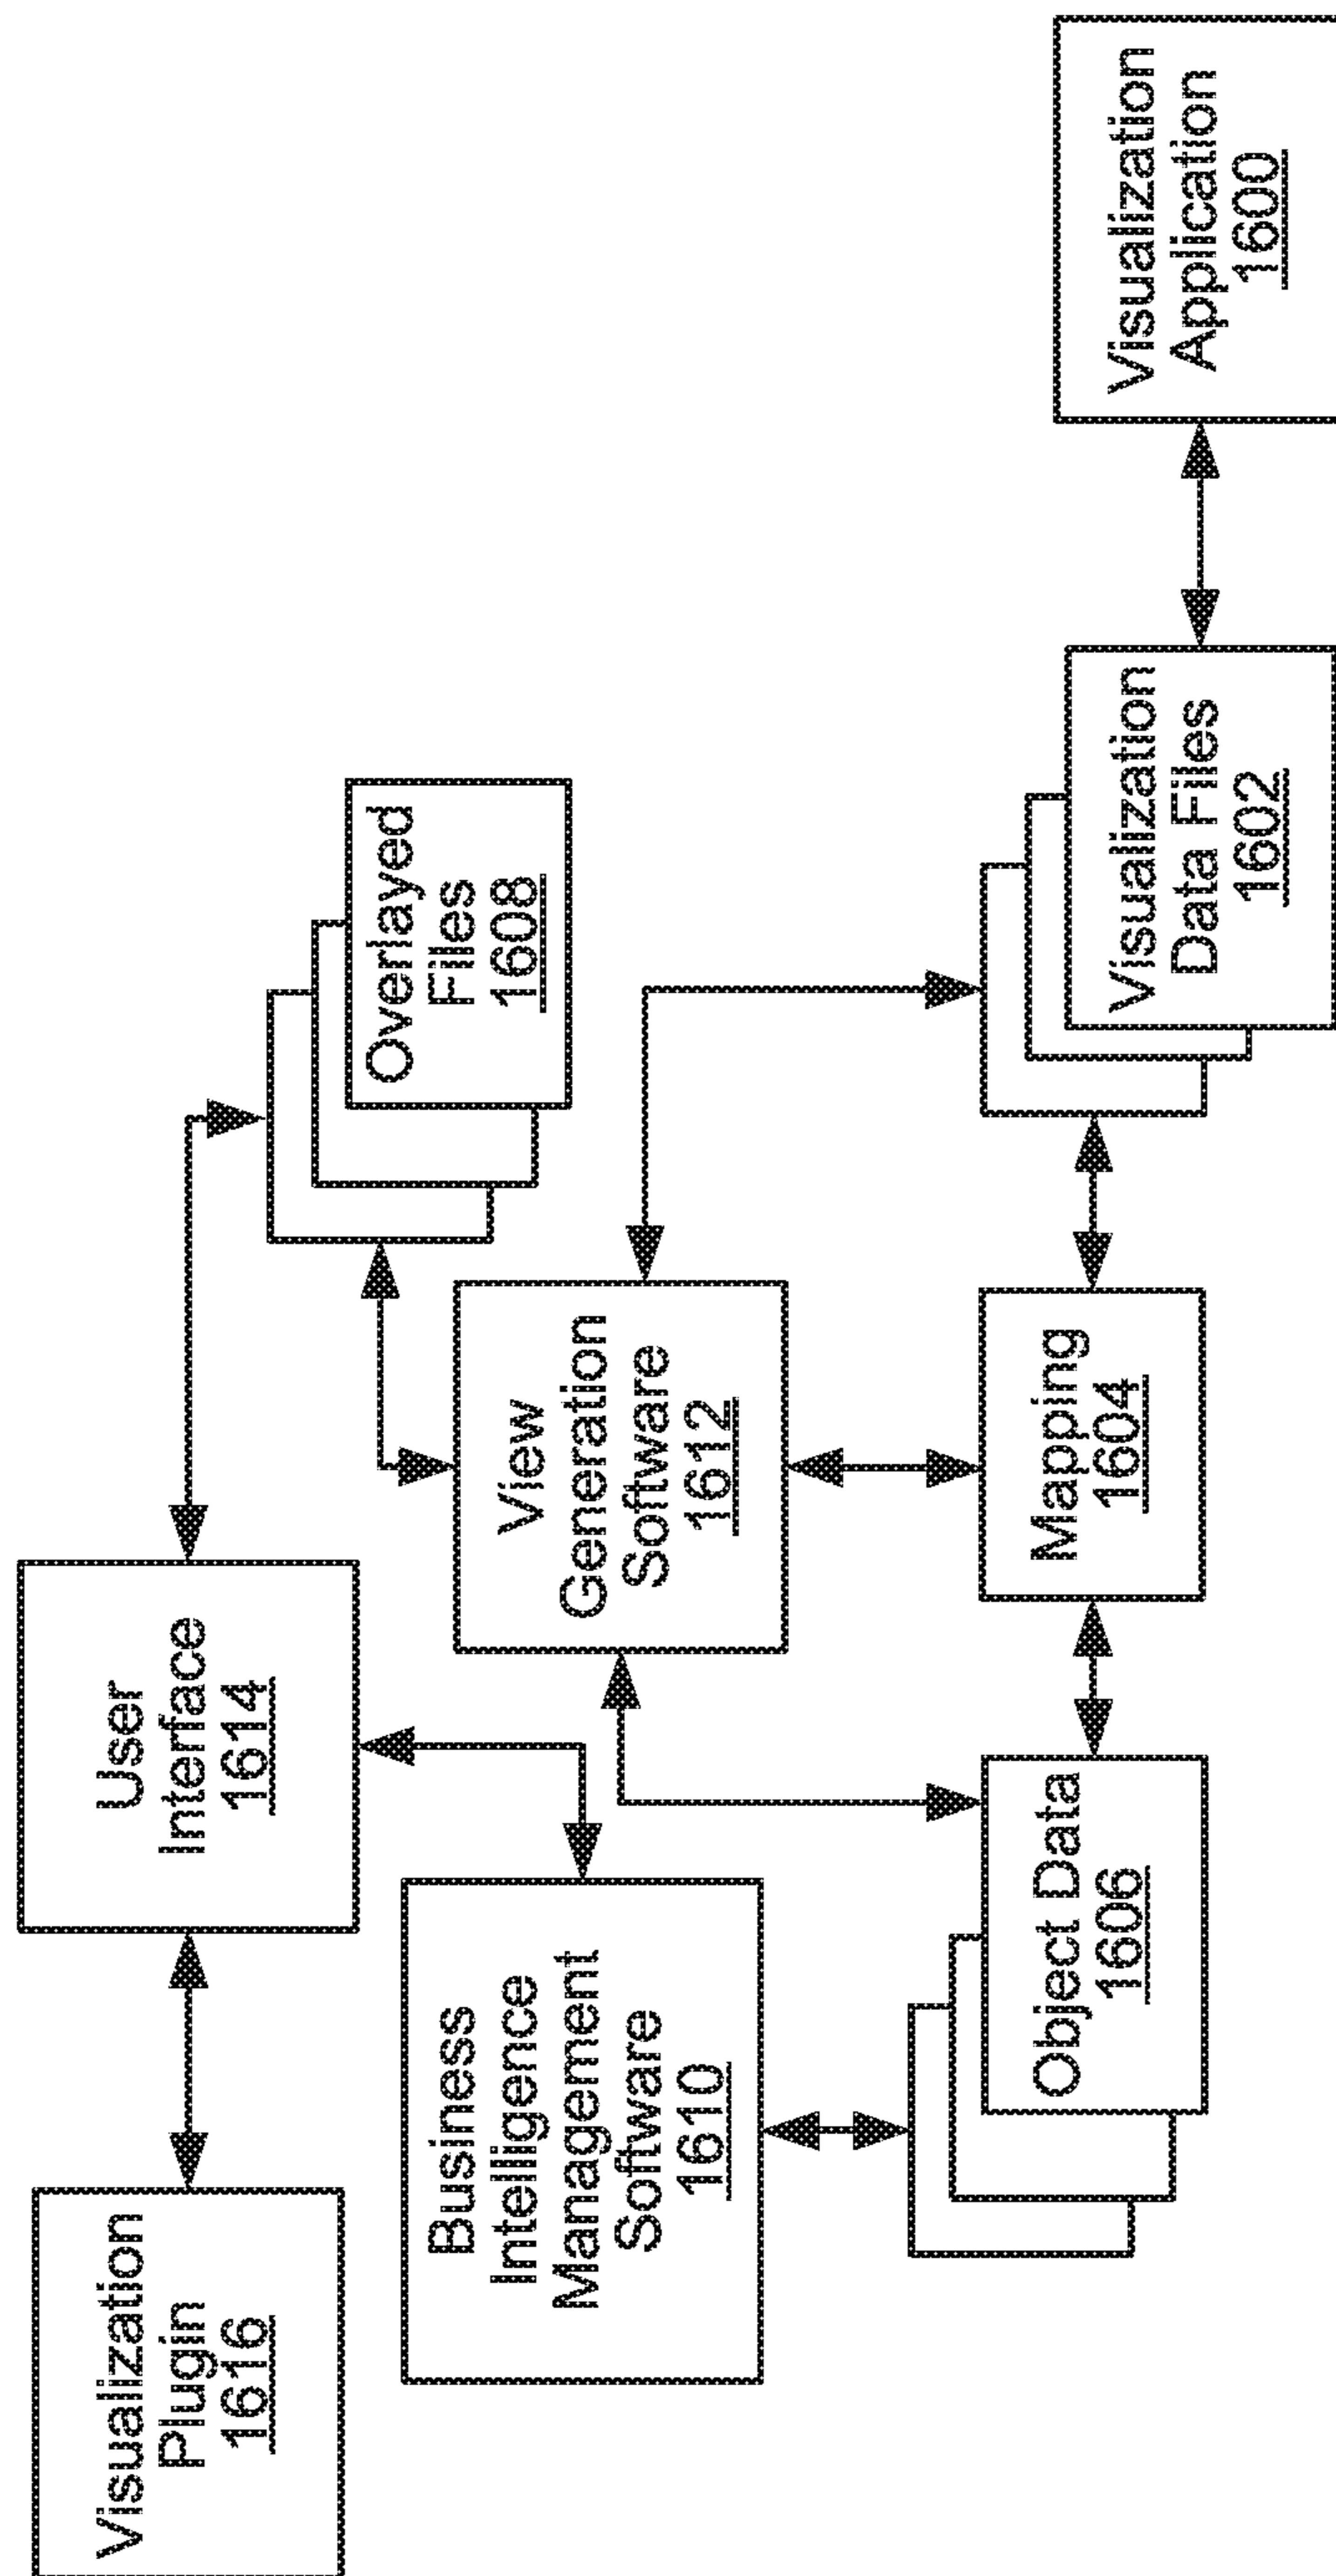 Visualization
Plugin
1616
User
Interface
1614
Business
Intelligence
Management
Software
1610
View
Generation
Software
1612
Overlayed
Files
1608
Object Data
1606
Mapping
1604
Visualization
Data Files
1602
Visualization
Application
1600